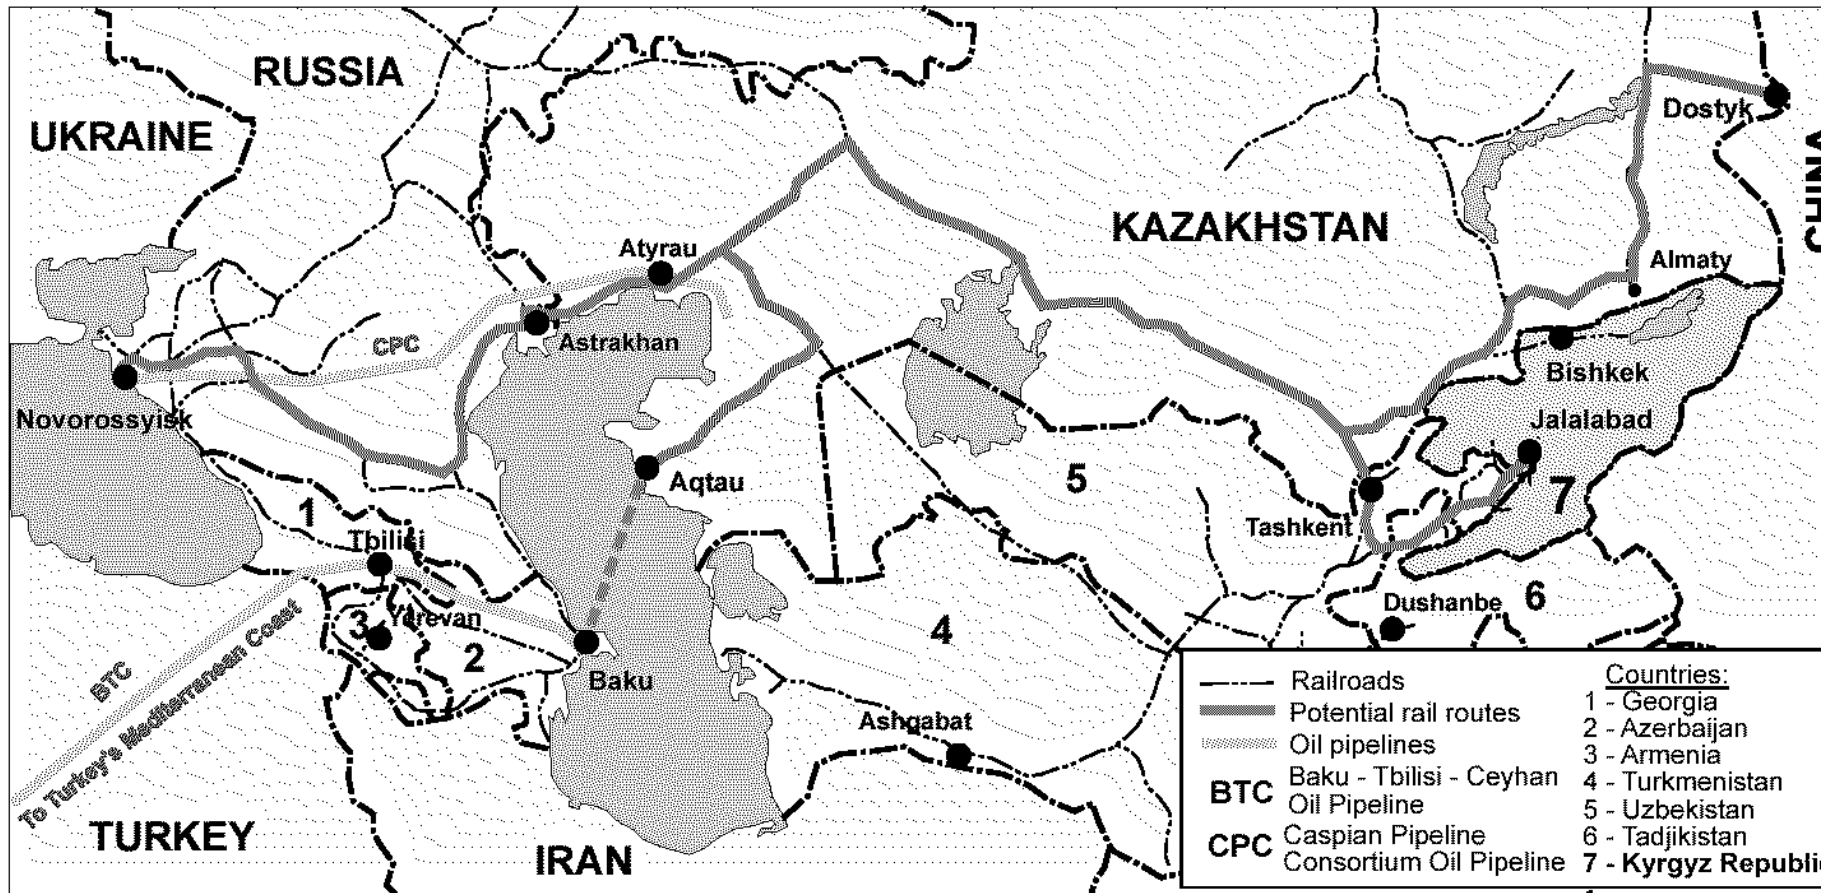 RUSSIA
UKRAINE
Dostyk
CHINA
KAZAKHSTAN
Atyrau
Almaty
CPC
Astrakhan
Bishkek
Novorossyisk
Jalalabad
Aqtau
5
7
1
Tashkent
Tbilisi
Dushanbe
6
3
Yerevan
4
2
Baku
BTC
To Turkey's Mediterranean Coast
Ashqabat
TURKEY
IRAN
Railroads
Potential rail routes
Oil pipelines
BTC Baku - Tbilisi - Ceyhan
Oil Pipeline
CPC Caspian Pipeline
Consortium Oil Pipeline
Countries:
1 - Georgia
2 - Azerbaijan
3 - Armenia
4 - Turkmenistan
5 - Uzbekistan
6 - Tadjikistan
7 - Kyrgyz Republi